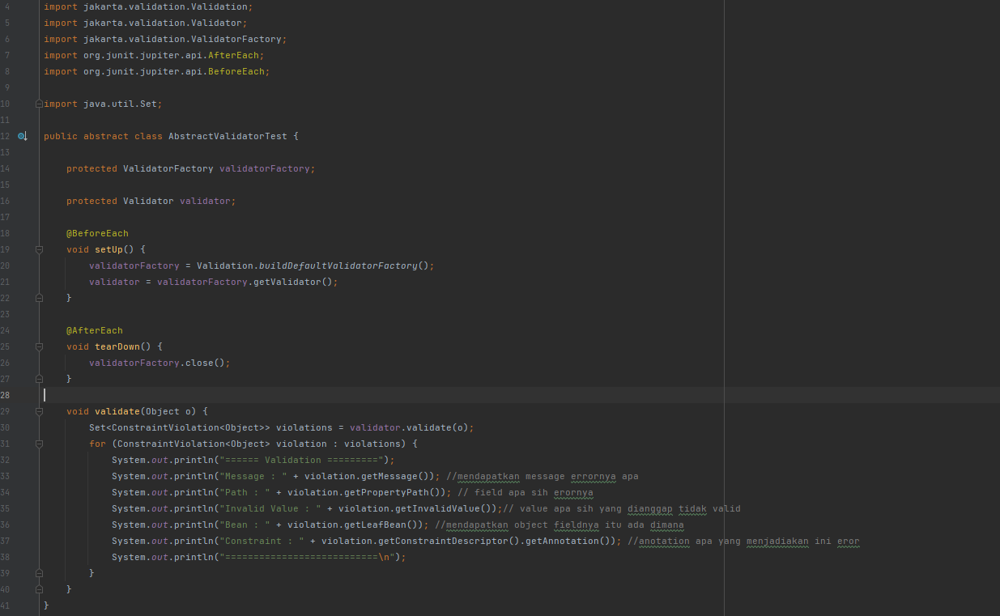 4 import jakarta.validation.Validation;
5 import jakarta.validation.Validator;
6 import jakarta.validation.ValidatorFactory;
7 import org.junit.jupiter.api.AfterEach;
8 import org.junit.jupiter.api.BeforeEach;
9
10 import java.util.Set;
11
12 public abstract class AbstractValidatorTest {
13
14     protected ValidatorFactory validatorFactory;
15
16     protected Validator validator;
17
18     @BeforeEach
19     void setUp() {
20         validatorFactory = Validation.buildDefaultValidatorFactory();
21         validator = validatorFactory.getValidator();
22     }
23
24     @AfterEach
25     void tearDown() {
26         validatorFactory.close();
27     }
28
29     void validate(Object o) {
30         Set<ConstraintViolation<Object>> violations = validator.validate(o);
31         for (ConstraintViolation<Object> violation : violations) {
32             System.out.println("====== Validation =========");
33             System.out.println("Message : " + violation.getMessage()); //mendapatkan message errornya apa
34             System.out.println("Path : " + violation.getPropertyPath()); // field apa sih erornya
35             System.out.println("Invalid Value : " + violation.getInvalidValue());// value apa sih yang dianggap tidak valid
36             System.out.println("Bean : " + violation.getLeafBean()); //mendapatkan object fieldnya itu ada dimana
37             System.out.println("Constraint : " + violation.getConstraintDescriptor().getAnnotation()); //anotation apa yang menjadiakan ini eror
38             System.out.println("===========================\n");
39         }
40     }
41 }